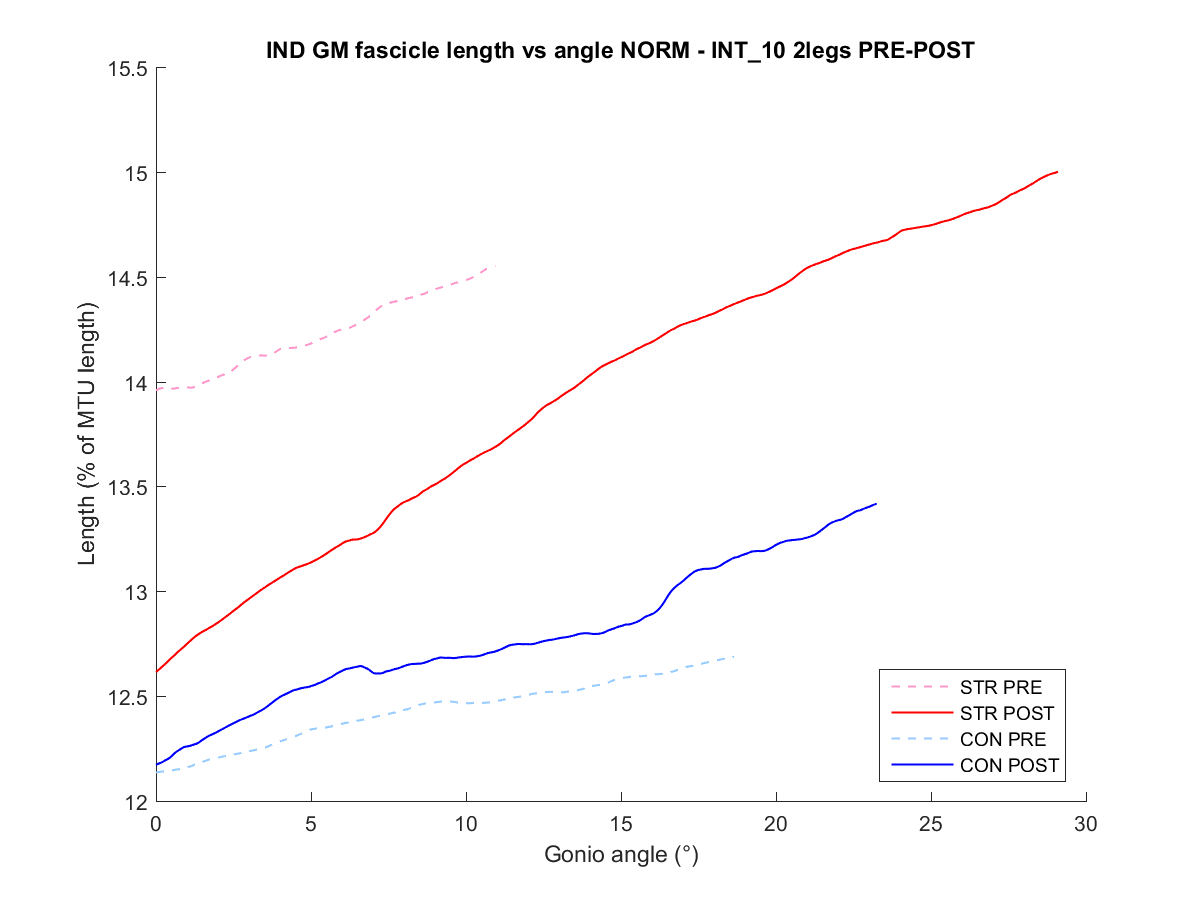 IND GM fascicle length vs angle NORM - INT_10 2legs PRE-POST
15.5
15
14.5
14
13.5
13
12.5
12
Length (% of MTU length)
0 5 10 15 20 25 30
Gonio angle (°)
STR PRE
STR POST
CON PRE
CON POST